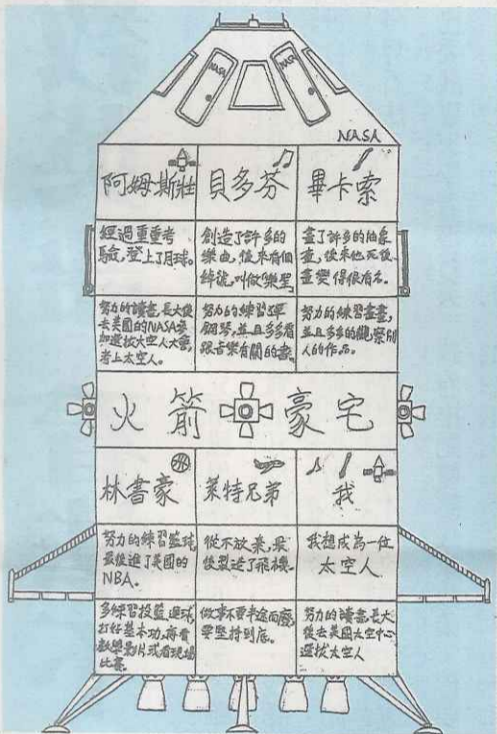 NASA
NASA
NASA
阿姆斯壯
貝多芬
畢卡索
經過重重考
驗，登上了月球。
創造了許多的
樂曲，後來有個
綽號，叫做「樂聖」
畫了許多的油象
畫，後來他死後
畫變得很有名。
努力的讀書，長大後
去美國的NASA參
加選拔太空人大會，
考上太空人。
努力的練習彈
鋼琴，並且多多看
跟音樂有關的書。
努力的練習畫畫，
並且多多的觀察別
人的作品。
火箭豪宅
林書豪
萊特兄弟
我
努力的練習籃球，
最後進了美國的
NBA。
從不放棄，最
後製造了飛機。
我想成為一位
太空人
多練習投籃、運球，
打好基本功，再看
教學影片或看現場
比賽。
做事不要半途而廢，
要堅持到底。
努力的讀書，長大
後去美國太空中心
選拔太空人